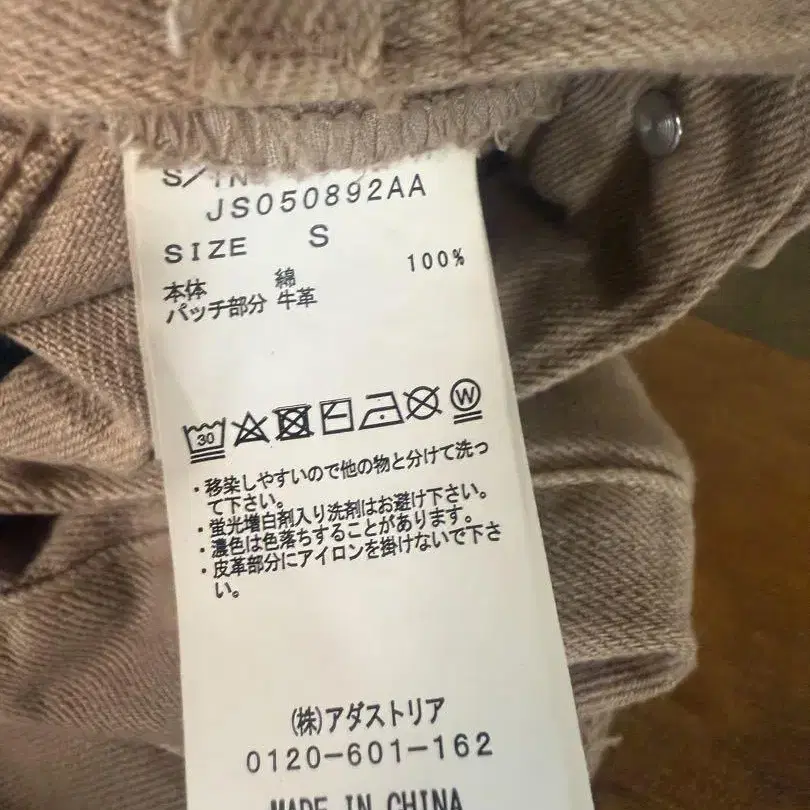 S/IN
JS050892AA
SIZE S
本体 綿 100%
パッチ部分 牛革
30
W
・移染しやすいので他の物と分けて洗っ
て下さい。
・蛍光増白剤入り洗剤はお避け下さい。
・濃色は色落ちすることがあります。
・皮革部分にアイロンを掛けないで下さ
い。
(株)アダストリア
0120-601-162
MADE IN CHINA